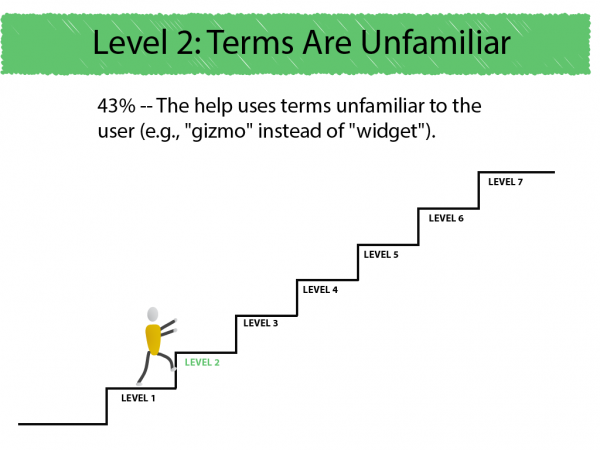 Level 2: Terms Are Unfamiliar
43% -- The help uses terms unfamiliar to the
user (e.g., "gizmo" instead of "widget").
LEVEL 7
LEVEL 6
LEVEL 5
LEVEL 4
LEVEL 3
LEVEL 2
LEVEL 1